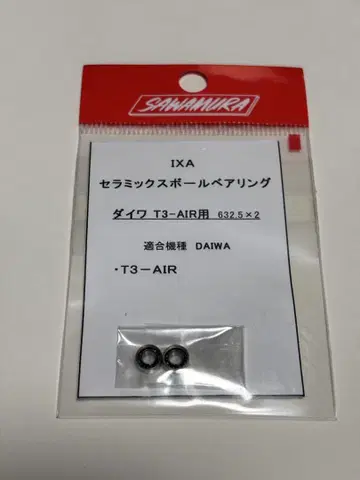 SAWAMURA
IXA
セラミックスボールベアリング
ダイワ T3-AIR用 632.5×2
適合機種 DAIWA
・T3-AIR